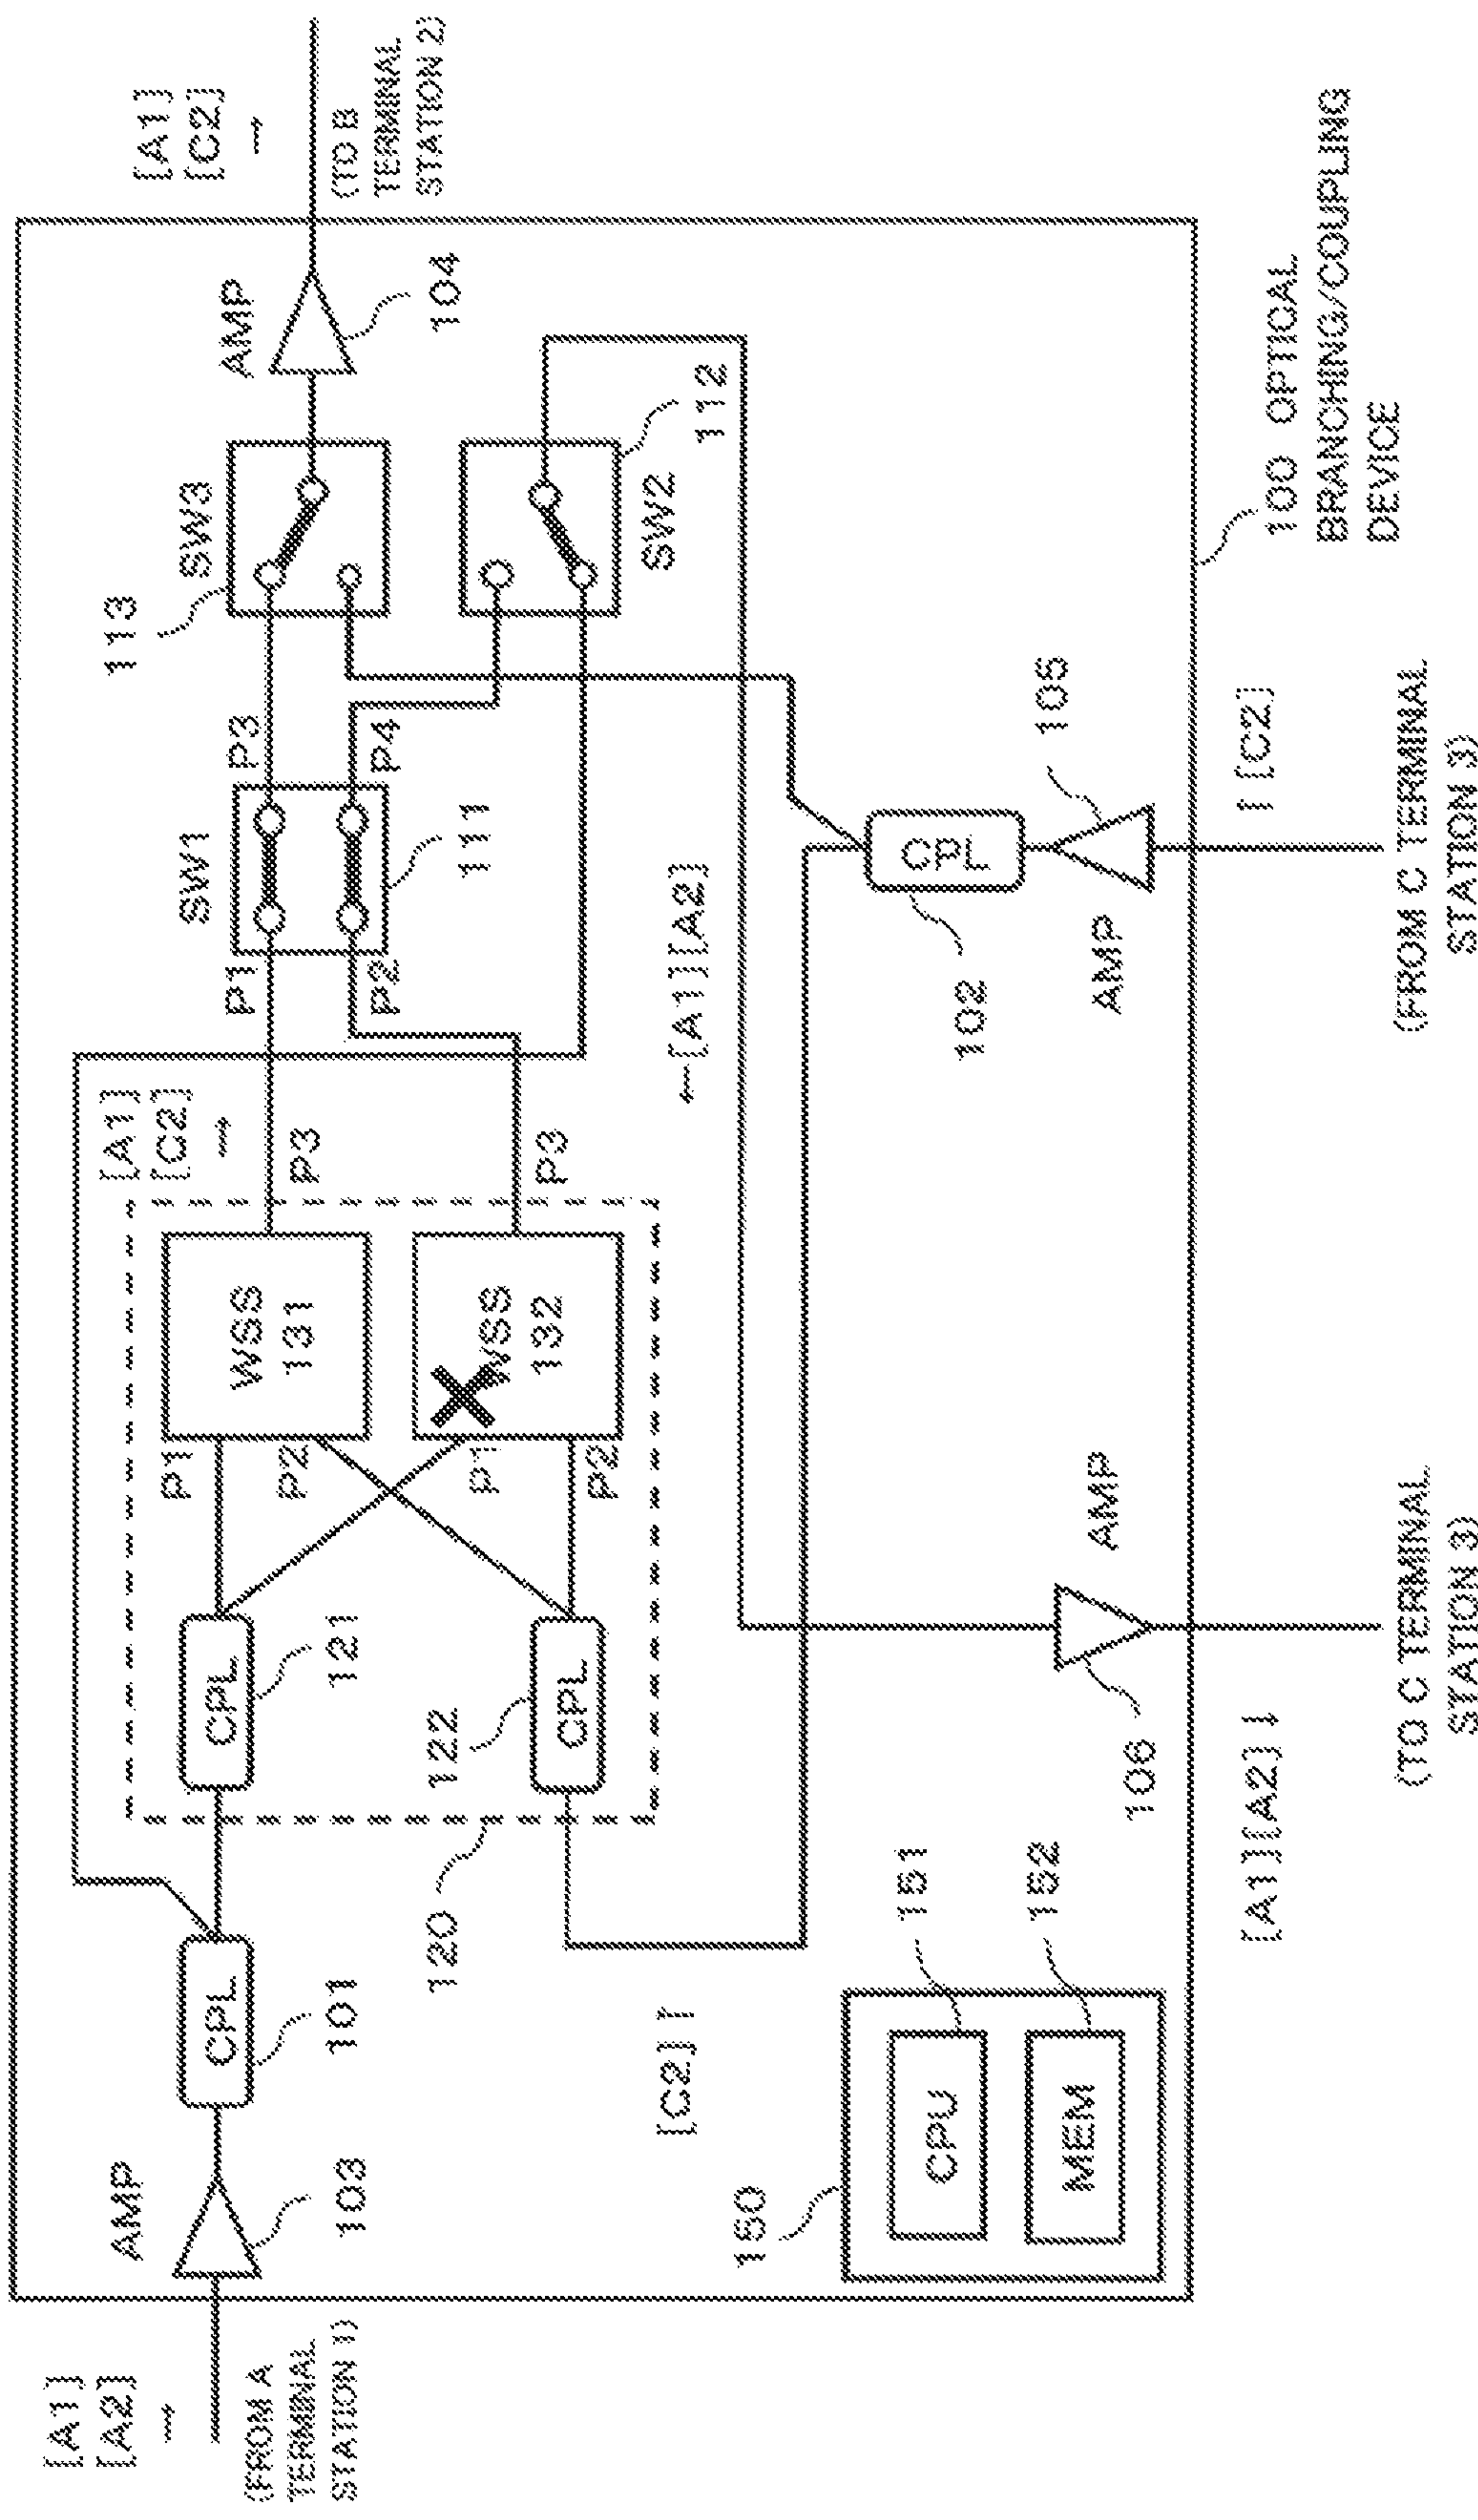 [A1]
[A2]
→
(FROM A
TERMINAL
STATION 1)
AMP
103
CPL
101
120
CPL
121
122
CPL
P1
P2
P1
P2
WSS
131
WSS
132
[A1]
[C2]
→
P3
P3
SW1
P1
P2
P3
P4
111
113
SW3
SW2
112
AMP
104
[A1]
[C2]
→
(TO B
TERMINAL
STATION 2)
←[A1][A2]
[C2]↑
CPL
102
105
AMP
↑[C2]
(FROM C TERMINAL
STATION 3)
AMP
106
[A1][A2]↓
(TO C TERMINAL
STATION 3)
150
CPU
151
MEM
152
100 OPTICAL
BRANCHING/COUPLING
DEVICE